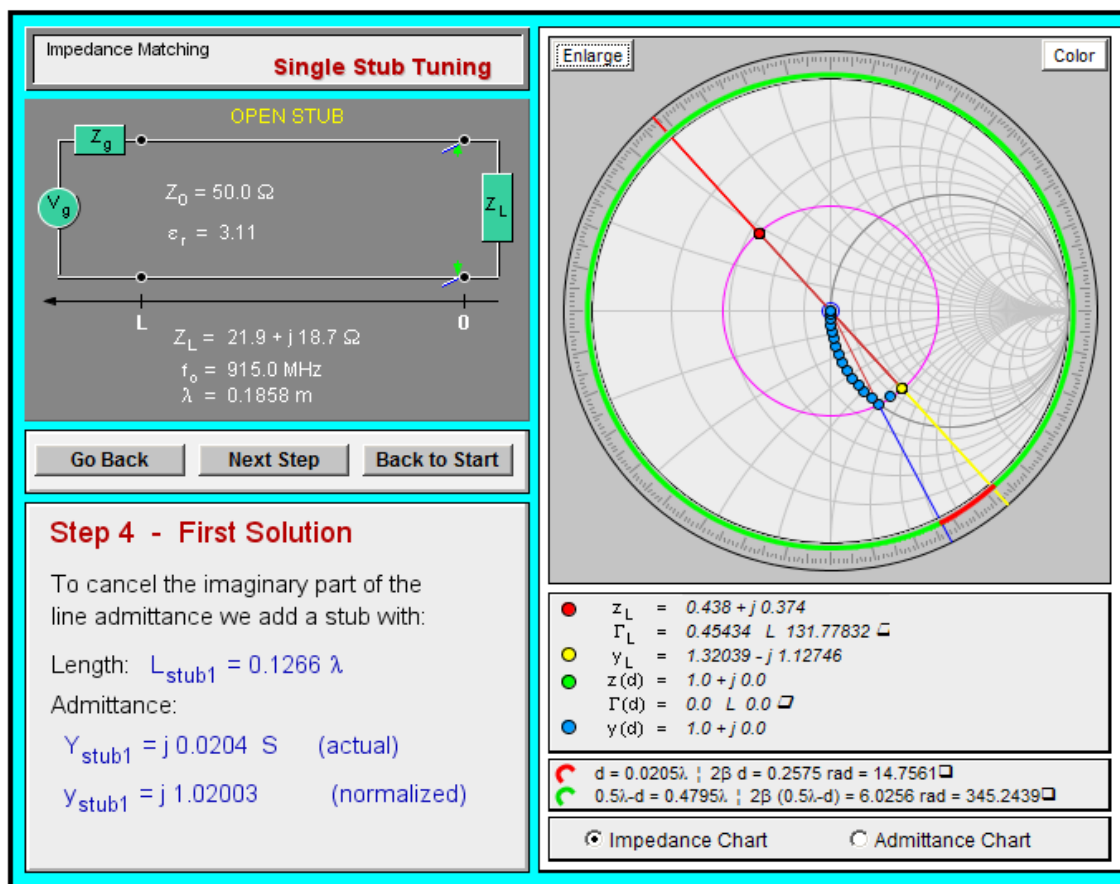 Impedance Matching
Single Stub Tuning
OPEN STUB
Zg
Vg
Z0 = 50.0 Ω
εr = 3.11
ZL
L
0
ZL = 21.9 + j 18.7 Ω
fo = 915.0 MHz
λ = 0.1858 m
Go Back
Next Step
Back to Start
Step 4 - First Solution
To cancel the imaginary part of the
line admittance we add a stub with:
Length: Lstub1 = 0.1266 λ
Admittance:
Ystub1 = j 0.0204 S (actual)
ystub1 = j 1.02003 (normalized)
Enlarge
Color
zL = 0.438 + j 0.374
ΓL = 0.45434 L 131.77832
yL = 1.32039 - j 1.12746
z(d) = 1.0 + j 0.0
Γ(d) = 0.0 L 0.0
y(d) = 1.0 + j 0.0
d = 0.0205λ ¦ 2β d = 0.2575 rad = 14.7561
0.5λ-d = 0.4795λ ¦ 2β (0.5λ-d) = 6.0256 rad = 345.2439
Impedance Chart
Admittance Chart